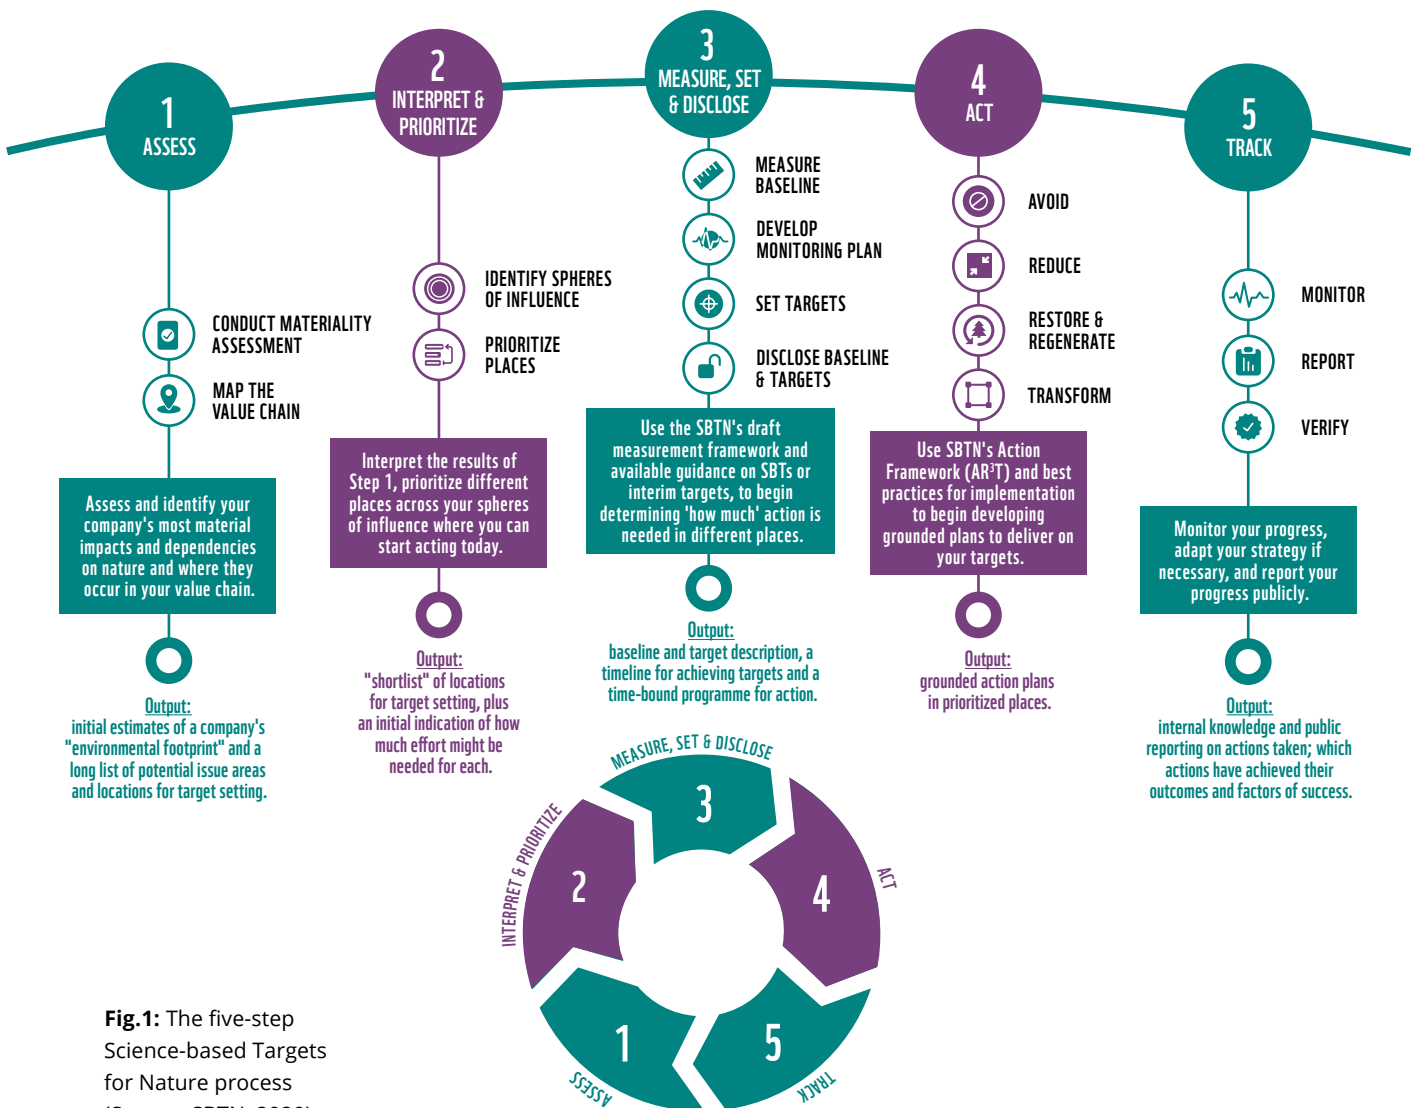 1
ASSESS
CONDUCT MATERIALITY
ASSESSMENT
MAP THE
VALUE CHAIN
Assess and identify your
company's most material
impacts and dependencies
on nature and where they
occur in your value chain.
Output:
initial estimates of a company's
"environmental footprint" and a
long list of potential issue areas
and locations for target setting.
2
INTERPRET &
PRIORITIZE
IDENTIFY SPHERES
OF INFLUENCE
PRIORITIZE
PLACES
Interpret the results of
Step 1, prioritize different
places across your spheres
of influence where you can
start acting today.
Output:
"shortlist" of locations
for target setting, plus
an initial indication of how
much effort might be
needed for each.
3
MEASURE, SET
& DISCLOSE
MEASURE
BASELINE
DEVELOP
MONITORING PLAN
SET TARGETS
DISCLOSE BASELINE
& TARGETS
Use the SBTN's draft
measurement framework and
available guidance on SBTs or
interim targets, to begin
determining 'how much' action is
needed in different places.
Output:
baseline and target description, a
timeline for achieving targets and a
time-bound programme for action.
4
ACT
AVOID
REDUCE
RESTORE &
REGENERATE
TRANSFORM
Use SBTN's Action
Framework (AR³T) and best
practices for implementation
to begin developing
grounded plans to deliver on
your targets.
Output:
grounded action plans
in prioritized places.
5
TRACK
MONITOR
REPORT
VERIFY
Monitor your progress,
adapt your strategy if
necessary, and report your
progress publicly.
Output:
internal knowledge and public
reporting on actions taken; which
actions have achieved their
outcomes and factors of success.
1
ASSESS
2
INTERPRET & PRIORITIZE
3
MEASURE, SET & DISCLOSE
4
ACT
5
TRACK
Fig.1: The five-step
Science-based Targets
for Nature process
(Source: SBTN, 2020)